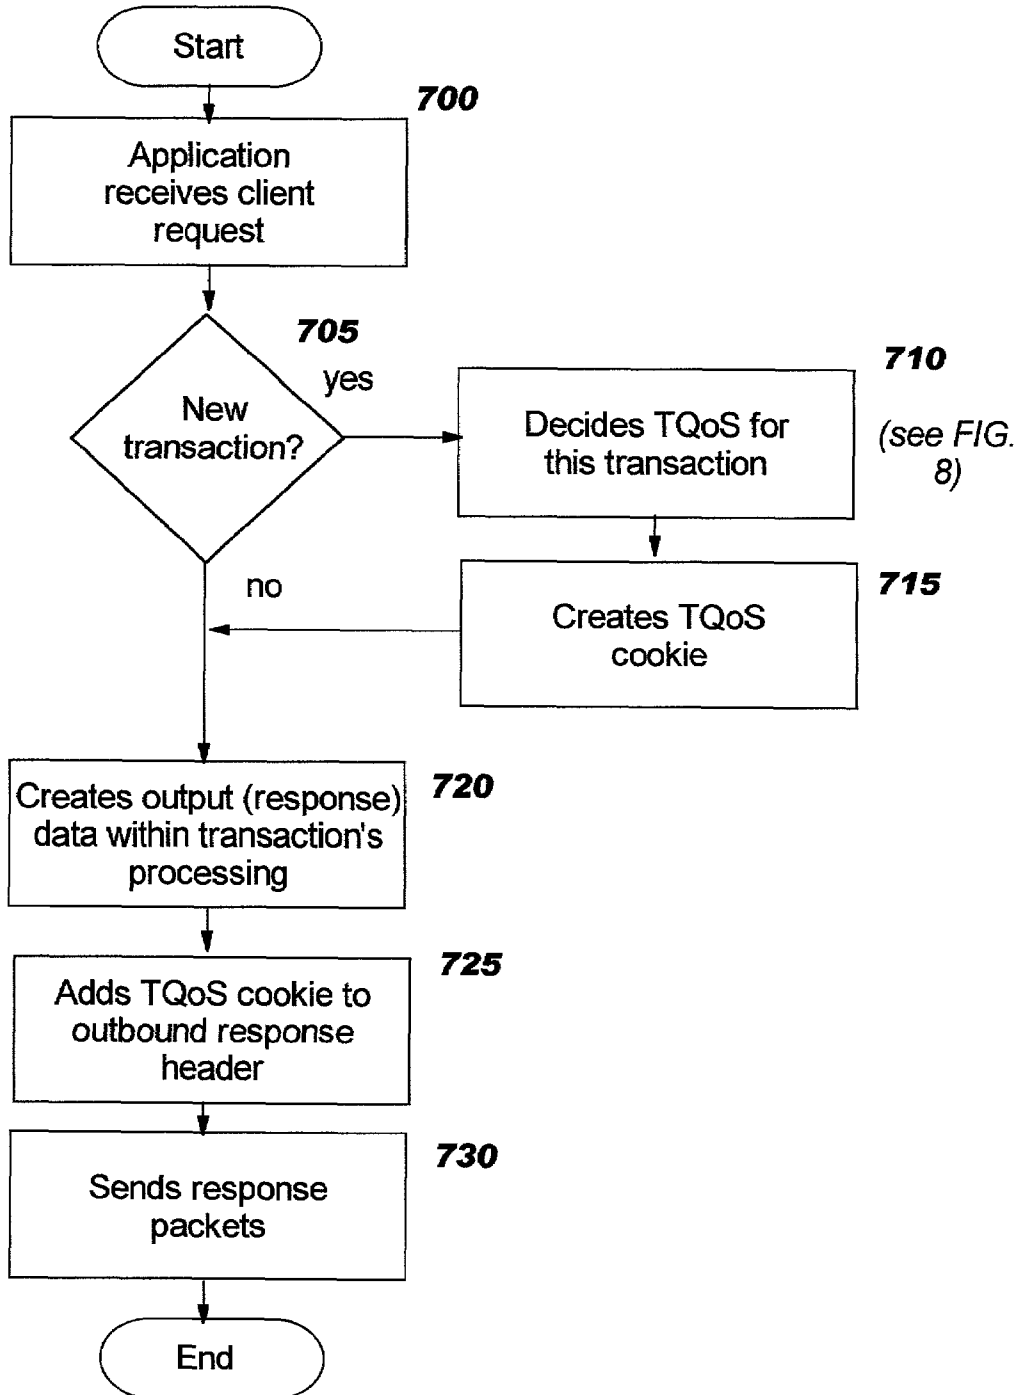 Start
700
Application
receives client
request
705
yes
New
transaction?
710
Decides TQoS for
this transaction
(see FIG.
8)
no
715
Creates TQoS
cookie
720
Creates output (response)
data within transaction's
processing
725
Adds TQoS cookie to
outbound response
header
730
Sends response
packets
End